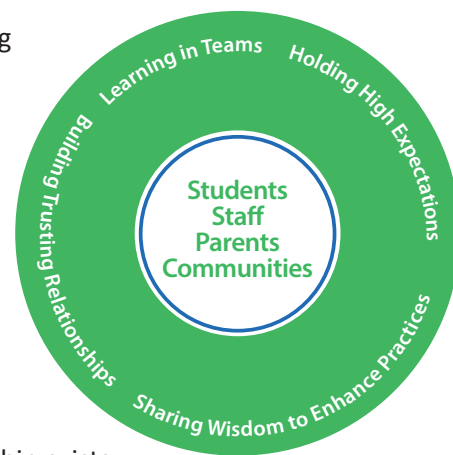 g
Learning in Teams
Holding High Expectations
Building Trusting Relationships
Students
Staff
Parents
Communities
Sharing Wisdom to Enhance Practices